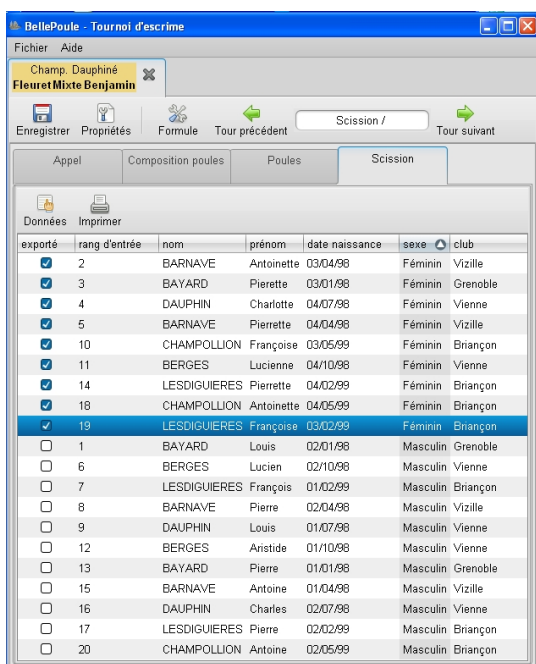 BellePoule - Tournoi d'escrime
Fichier Aide
Champ. Dauphiné
Fleuret Mixte Benjamin
Enregistrer Propriétés Formule Tour précédent Scission / Tour suivant
Appel Composition poules Poules Scission
Données Imprimer
exporté rang d'entrée nom prénom date naissance sexe club
2 BARNAVE Antoinette 03/04/98 Féminin Vizille
3 BAYARD Pierette 03/01/98 Féminin Grenoble
4 DAUPHIN Charlotte 04/07/98 Féminin Vienne
5 BARNAVE Pierrette 04/04/98 Féminin Vizille
10 CHAMPOLLION Françoise 03/05/99 Féminin Briançon
11 BERGES Lucienne 04/10/98 Féminin Vienne
14 LESDIGUIERES Pierrette 04/02/99 Féminin Briançon
18 CHAMPOLLION Antoinette 04/05/99 Féminin Briançon
19 LESDIGUIERES Françoise 03/02/99 Féminin Briançon
1 BAYARD Louis 02/01/98 Masculin Grenoble
6 BERGES Lucien 02/10/98 Masculin Vienne
7 LESDIGUIERES François 01/02/99 Masculin Briançon
8 BARNAVE Pierre 02/04/98 Masculin Vizille
9 DAUPHIN Louis 01/07/98 Masculin Vienne
12 BERGES Aristide 01/10/98 Masculin Vienne
13 BAYARD Pierre 01/01/98 Masculin Grenoble
15 BARNAVE Antoine 01/04/98 Masculin Vizille
16 DAUPHIN Charles 02/07/98 Masculin Vienne
17 LESDIGUIERES Pierre 02/02/99 Masculin Briançon
20 CHAMPOLLION Antoine 02/05/99 Masculin Briançon